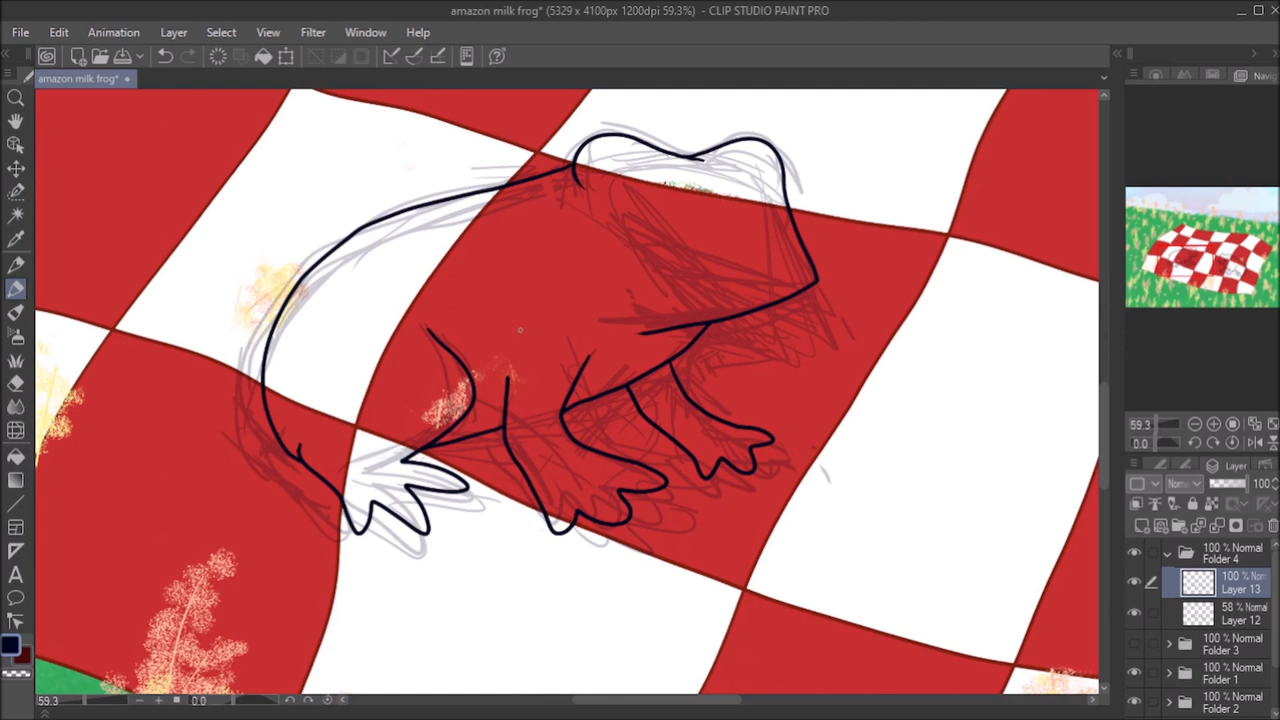 amazon milk frog* (5329 x 4100px 1200dpi 59.3%) - CLIP STUDIO PAINT PRO
File Edit Animation Layer Select View Filter Window Help
amazon milk frog*
Navig
59.3
0.0
Layer
Normal 100
100 % Normal
Folder 4
100 % Nor
Layer 13
58 % Normal
Layer 12
100 % Normal
Folder 3
100 % Normal
Folder 1
100 % Normal
Folder 2
59.3 0.0